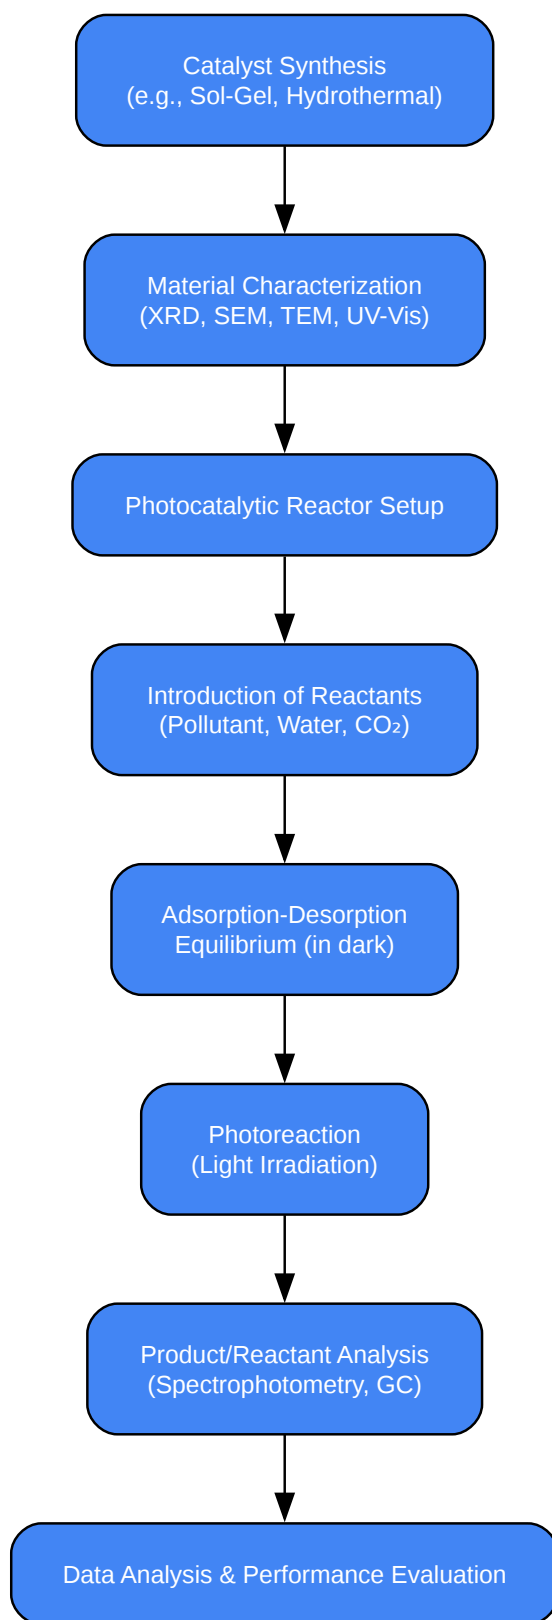 Catalyst Synthesis
(e.g., Sol-Gel, Hydrothermal)
Material Characterization
(XRD, SEM, TEM, UV-Vis)
Photocatalytic Reactor Setup
Introduction of Reactants
(Pollutant, Water, CO₂)
Adsorption-Desorption
Equilibrium (in dark)
Photoreaction
(Light Irradiation)
Product/Reactant Analysis
(Spectrophotometry, GC)
Data Analysis & Performance Evaluation